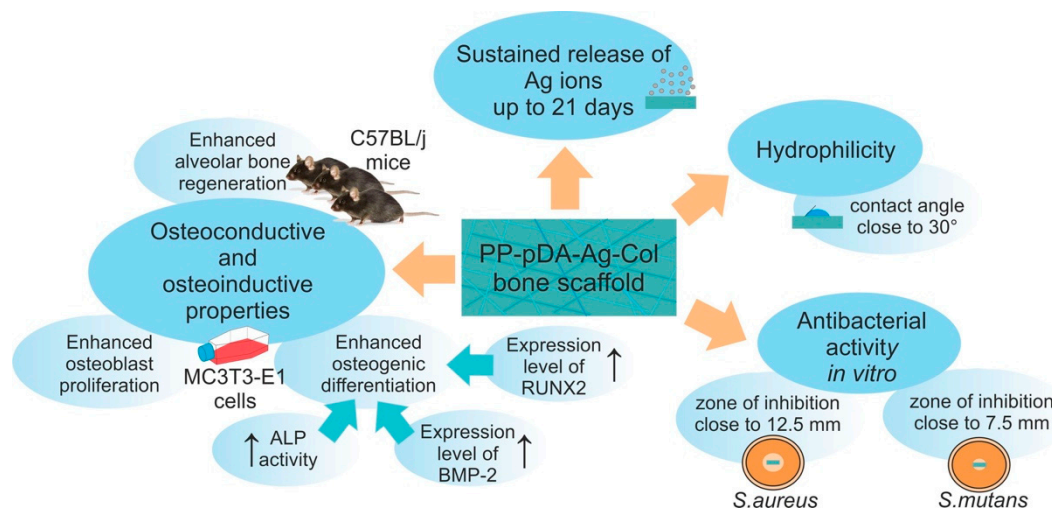 Sustained release of
Ag ions
up to 21 days
Enhanced
alveolar bone
regeneration
C57BL/j
mice
Hydrophilicity
contact angle
close to 30°
Osteoconductive
and
osteoinductive
properties
PP-pDA-Ag-Col
bone scaffold
Antibacterial
activity
in vitro
Enhanced
osteoblast
proliferation
MC3T3-E1
cells
Enhanced
osteogenic
differentiation
Expression
level of
RUNX2 ↑
↑ ALP
activity
Expression
level of
BMP-2 ↑
zone of inhibition
close to 12.5 mm
S.aureus
zone of inhibition
close to 7.5 mm
S.mutans